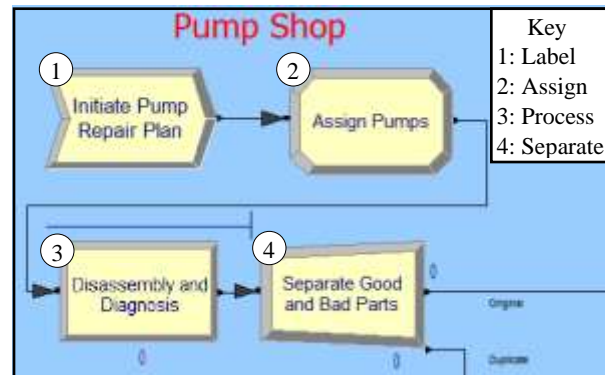 Pump Shop
Key
1: Label
2: Assign
3: Process
4: Separate
1
Initiate Pump
Repair Plan
2
Assign Pumps
3
Disassembly and
Diagnosis
0
4
Separate Good
and Bad Parts
0
Original
0
Duplicate